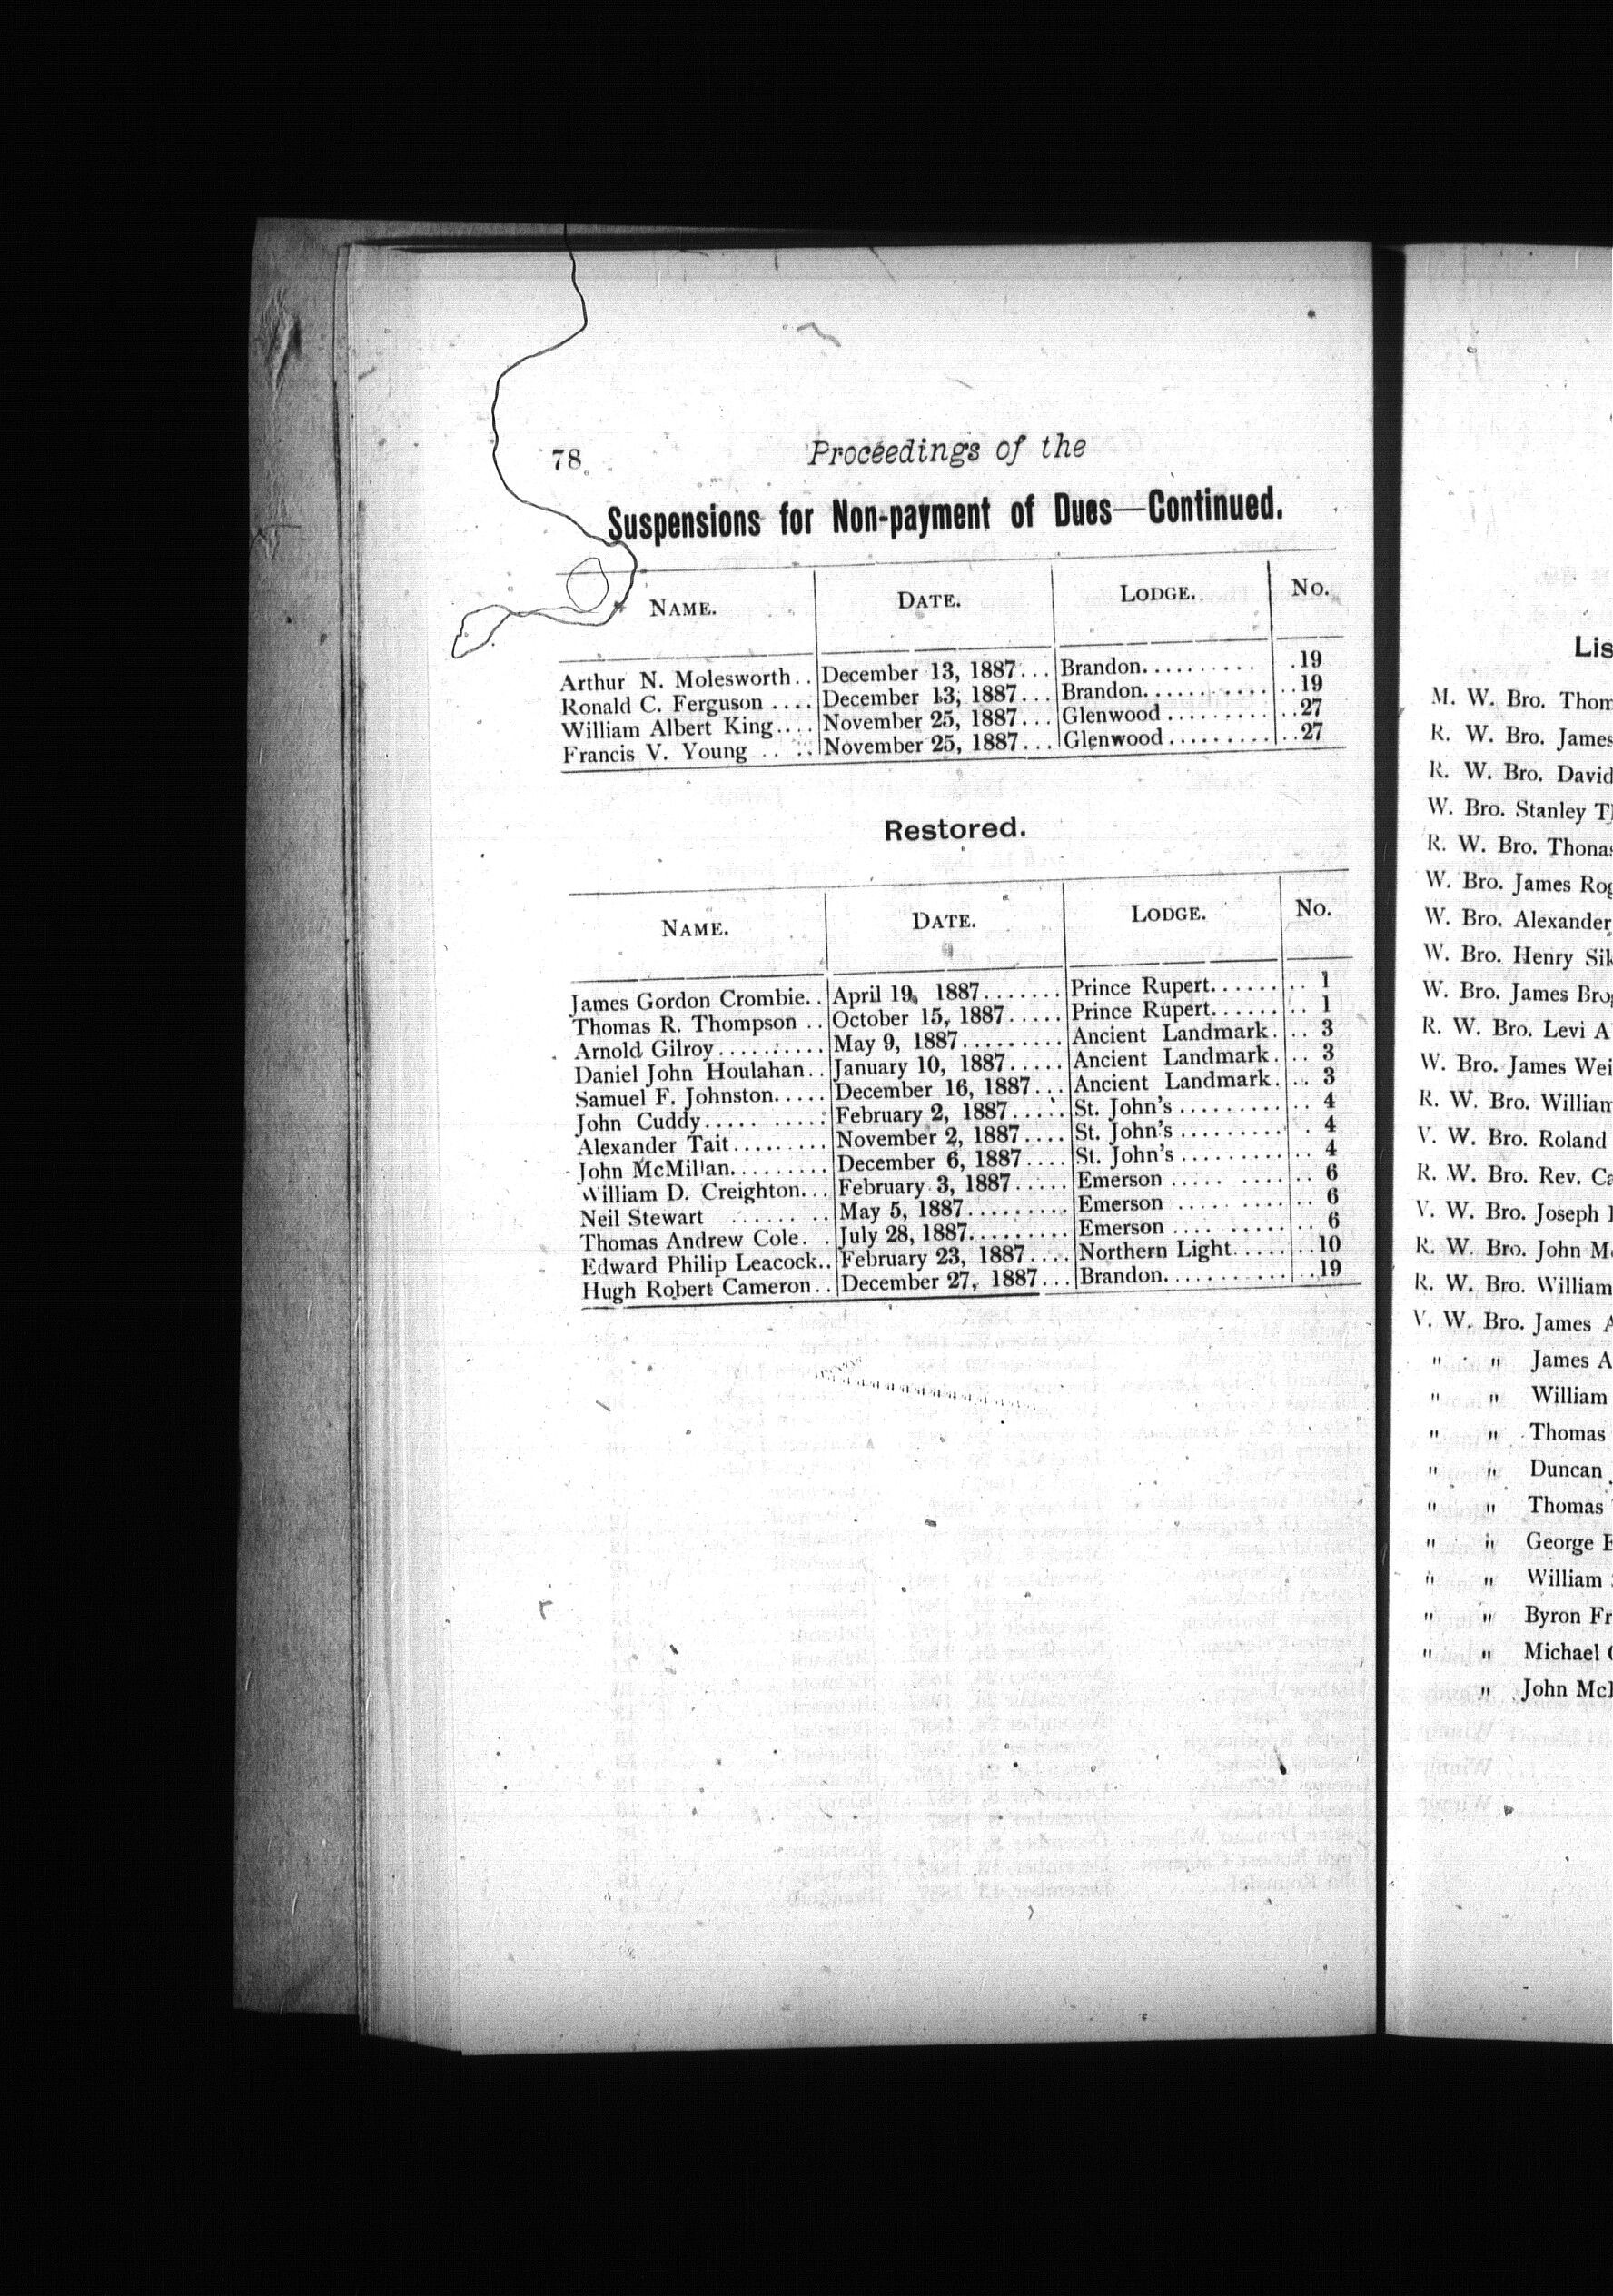 78 Proceedings of the
Suspensions for Non-payment of Dues—Continued.
NAME. DATE. LODGE. No.
Arthur N. Molesworth.. December 13, 1887... Brandon.......... .19
Ronald C. Ferguson .... December 13, 1887... Brandon............ ..19
William Albert King.... November 25, 1887... Glenwood ......... ..27
Francis V. Young .. .. November 25, 1887... Glenwood .......... ..27
Restored.
NAME. DATE. LODGE. No.
James Gordon Crombie.. April 19, 1887....... Prince Rupert...... .. 1
Thomas R. Thompson .. October 15, 1887..... Prince Rupert...... .. 1
Arnold Gilroy.......... May 9, 1887......... Ancient Landmark. .. 3
Daniel John Houlahan.. January 10, 1887..... Ancient Landmark. .. 3
Samuel F. Johnston..... December 16, 1887... Ancient Landmark. .. 3
John Cuddy........... February 2, 1887..... St. John's ......... .. 4
Alexander Tait......... November 2, 1887.... St. John's ......... . 4
John McMillan......... December 6, 1887.... St. John's ......... .. 4
William D. Creighton... February 3, 1887..... Emerson ..... .... .. 6
Neil Stewart ...... .. May 5, 1887......... Emerson ......... .. 6
Thomas Andrew Cole. . July 28, 1887......... Emerson .... ..... .. 6
Edward Philip Leacock.. February 23, 1887.... Northern Light..... ..10
Hugh Robert Cameron.. December 27, 1887... Brandon........... ..19
Lis
M. W. Bro. Thom
R. W. Bro. James
R. W. Bro. David
W. Bro. Stanley
R. W. Bro. Thonas
W. Bro. James Rog
W. Bro. Alexander
W. Bro. Henry Sik
W. Bro. James Brog
R. W. Bro. Levi A
W. Bro. James Wei
R. W. Bro. William
V. W. Bro. Roland
R. W. Bro. Rev. Ca
V. W. Bro. Joseph
R. W. Bro. John M
R. W. Bro. William
V. W. Bro. James A
" " James A
" " William
" " Thomas
" " Duncan
" " Thomas
" " George
" " William
" " Byron Fr
" " Michael
" John McI